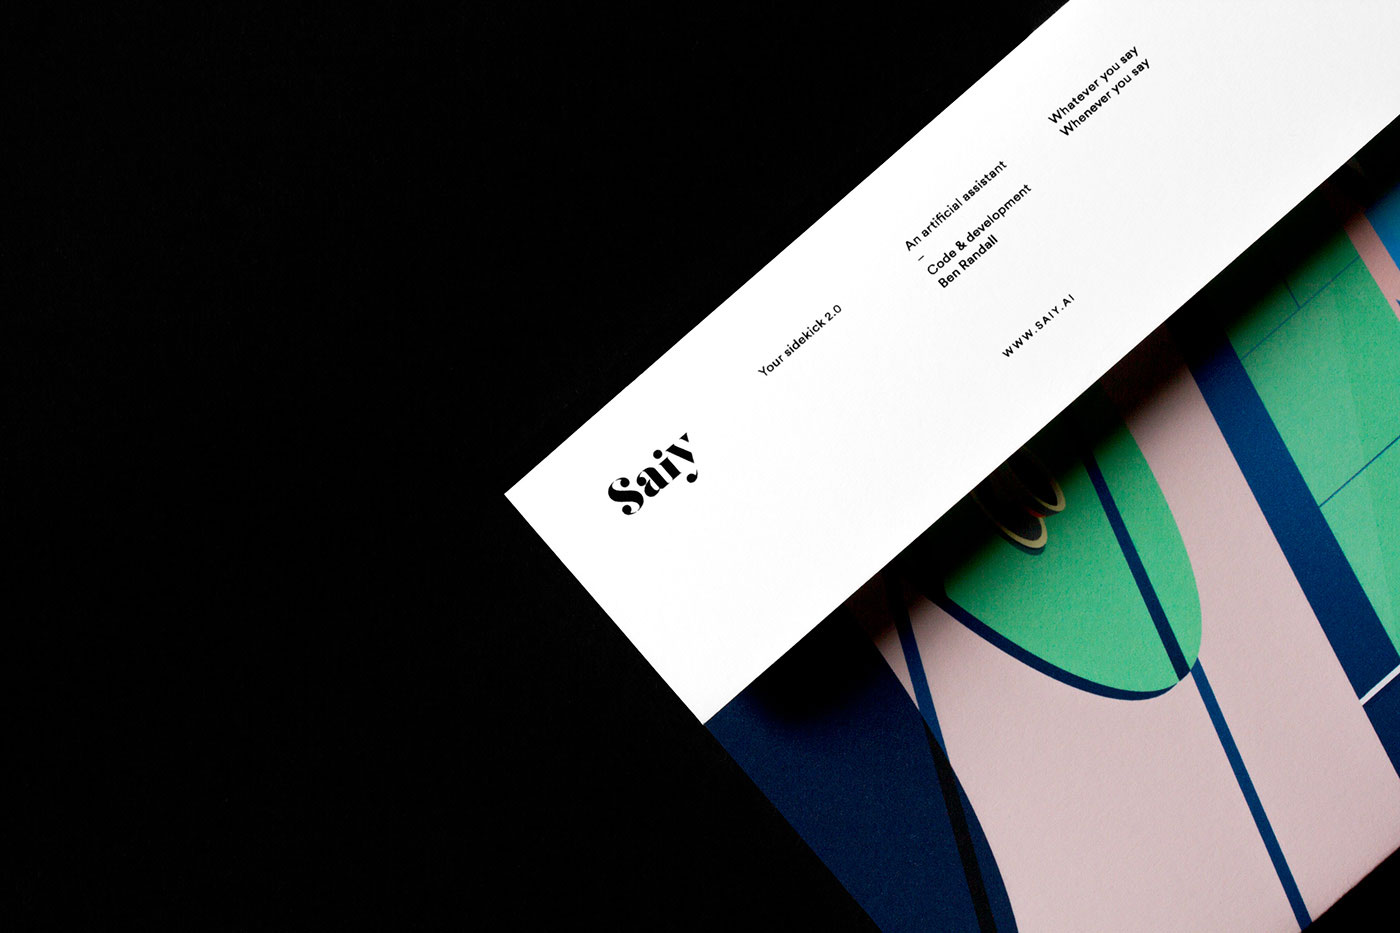 Saiy
Your sidekick 2.0
An artificial assistant
–
Code & development
Ben Randall
WWW.SAIY.AI
Whatever you say
Whenever you say